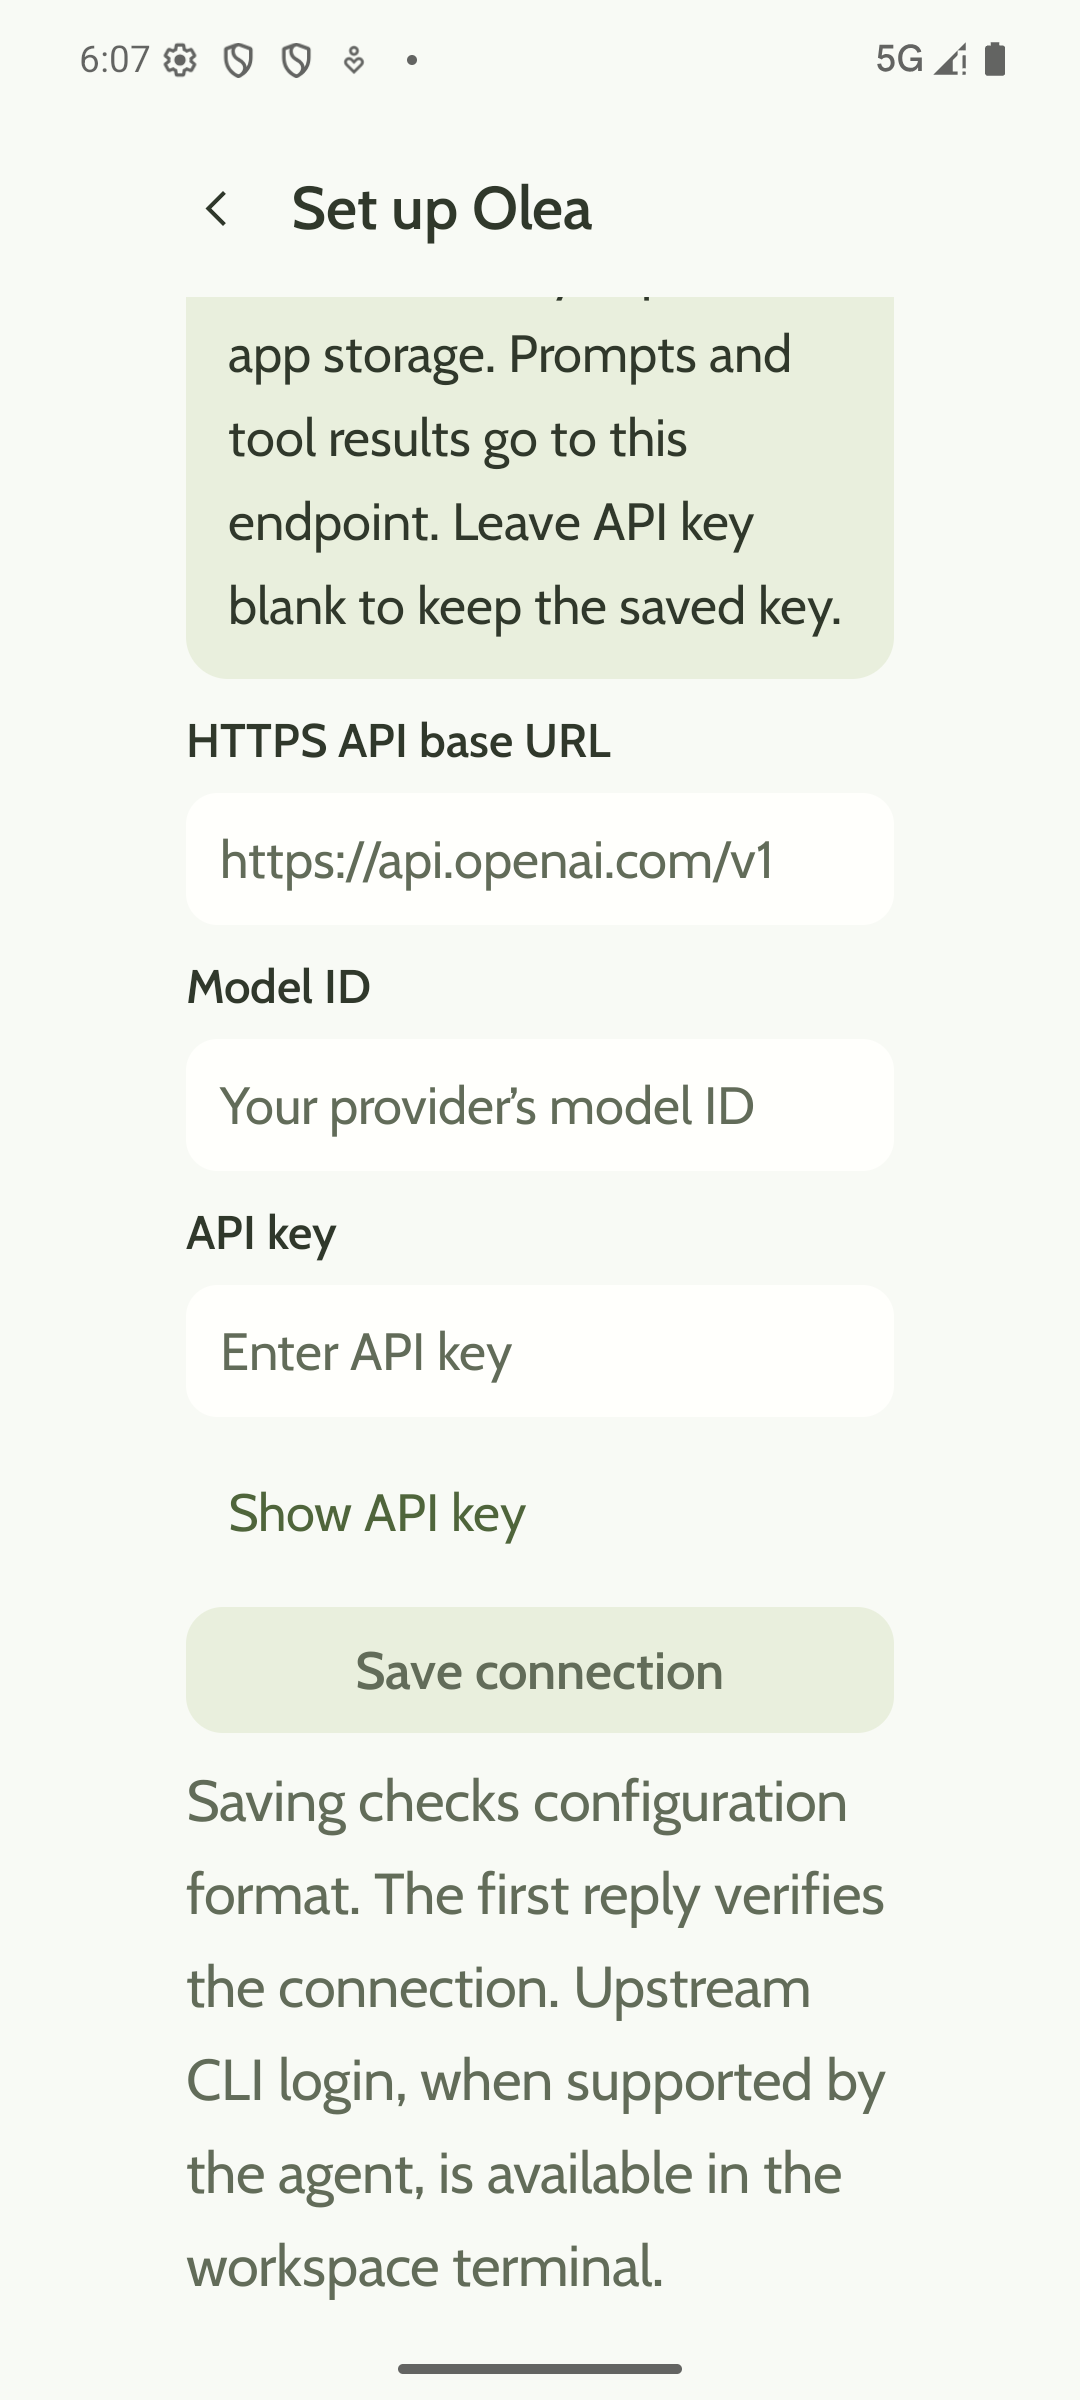 6:07
5G
Set up Olea
app storage. Prompts and
tool results go to this
endpoint. Leave API key
blank to keep the saved key.
HTTPS API base URL
https://api.openai.com/v1
Model ID
Your provider’s model ID
API key
Enter API key
Show API key
Save connection
Saving checks configuration
format. The first reply verifies
the connection. Upstream
CLI login, when supported by
the agent, is available in the
workspace terminal.